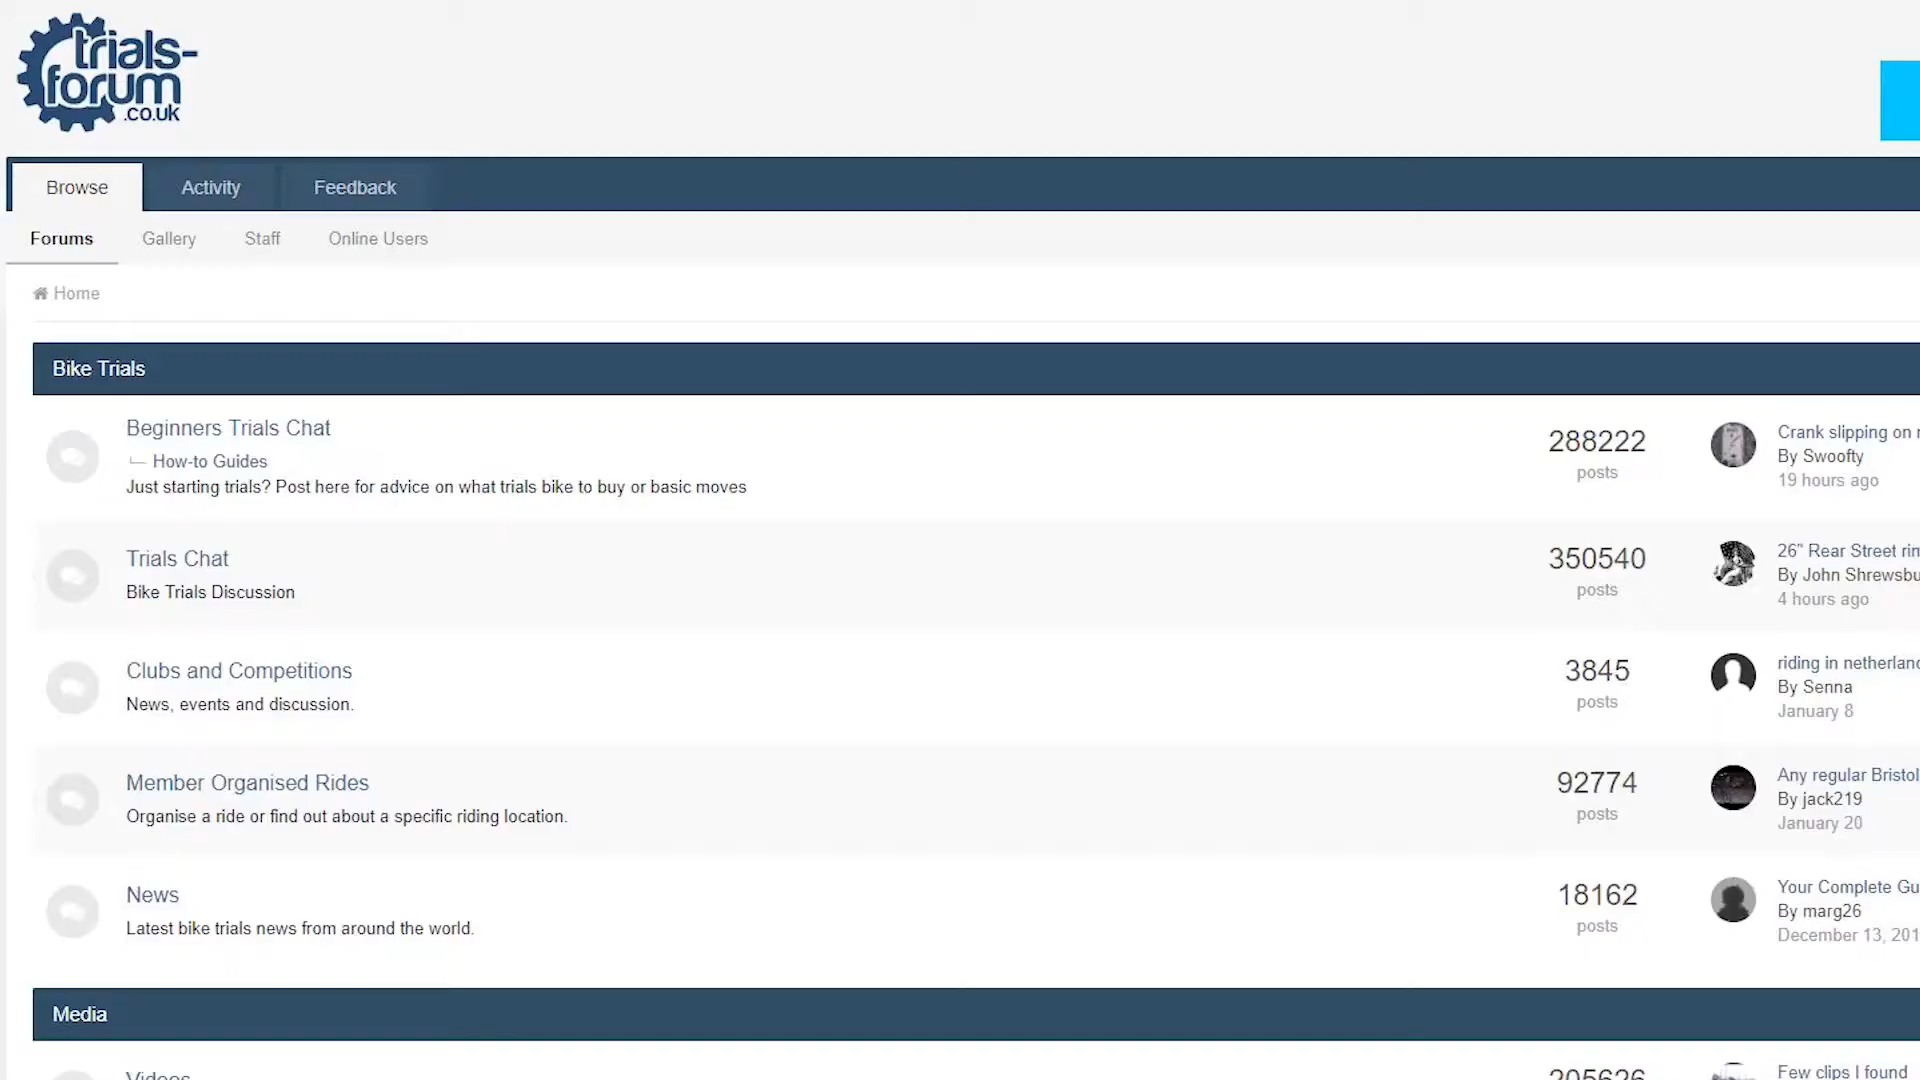 trials-
forum
.co.uk
Browse
Activity
Feedback
Forums
Gallery
Staff
Online Users
Home
Bike Trials
Beginners Trials Chat
How-to Guides
Just starting trials? Post here for advice on what trials bike to buy or basic moves
288222
posts
Crank slipping on
By Swoofty
19 hours ago
Trials Chat
Bike Trials Discussion
350540
posts
26" Rear Street
By John
4 hours ago
Clubs and Competitions
News, events and discussion.
3845
posts
riding in
By Senna
January 8
Member Organised Rides
Organise a ride or find out about a specific riding location.
92774
posts
Any regular Bristol
By jack219
January 20
News
Latest bike trials news from around the world.
18162
posts
Your Complete
By marg26
December 13,
Media
Videos
205626
Few clips I found